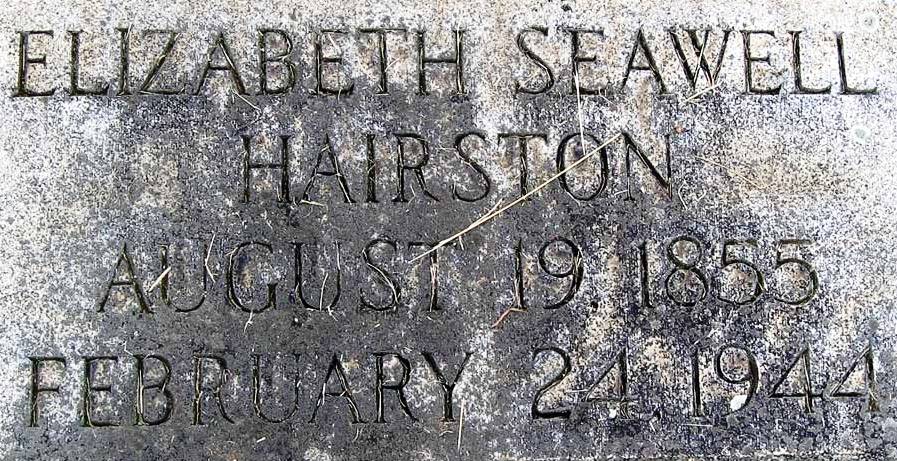 ELIZABETH SEAWELL
HAIRSTON
AUGUST 19 1855
FEBRUARY 24 1944